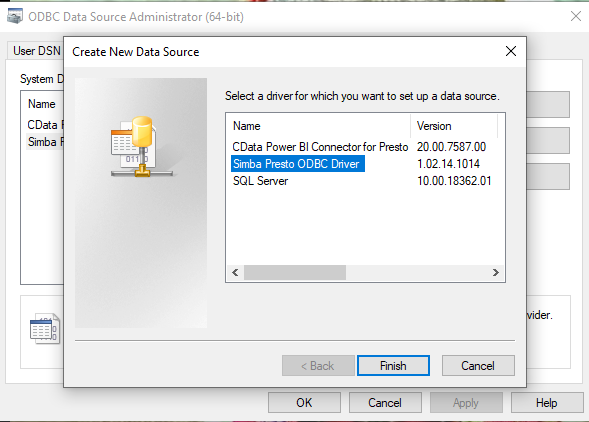 ODBC Data Source Administrator (64-bit)
User DSN
Create New Data Source
System D
Name
CData
Simba
Select a driver for which you want to set up a data source.
Name Version
CData Power BI Connector for Presto 20.00.7587.00
Simba Presto ODBC Driver 1.02.14.1014
SQL Server 10.00.18362.01
vider.
< Back Finish Cancel
OK Cancel Apply Help